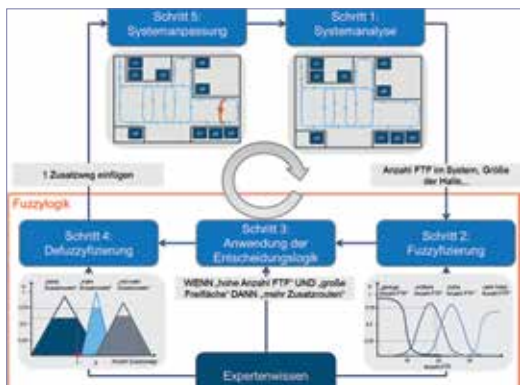 Schritt 5:
Systemanpassung
Schritt 1:
Systemanalyse
1 Zusatzweg einfügen
Anzahl FTF im System, Größe
der Halle,...
Fuzzylogik
Schritt 4:
Defuzzyfizierung
Schritt 3:
Anwendung der
Entscheidungslogik
Schritt 2:
Fuzzyfizierung
WENN „hohe Anzahl FTF“ UND „große
Freifläche“ DANN „mehr Zusatzrouten“
Expertenwissen